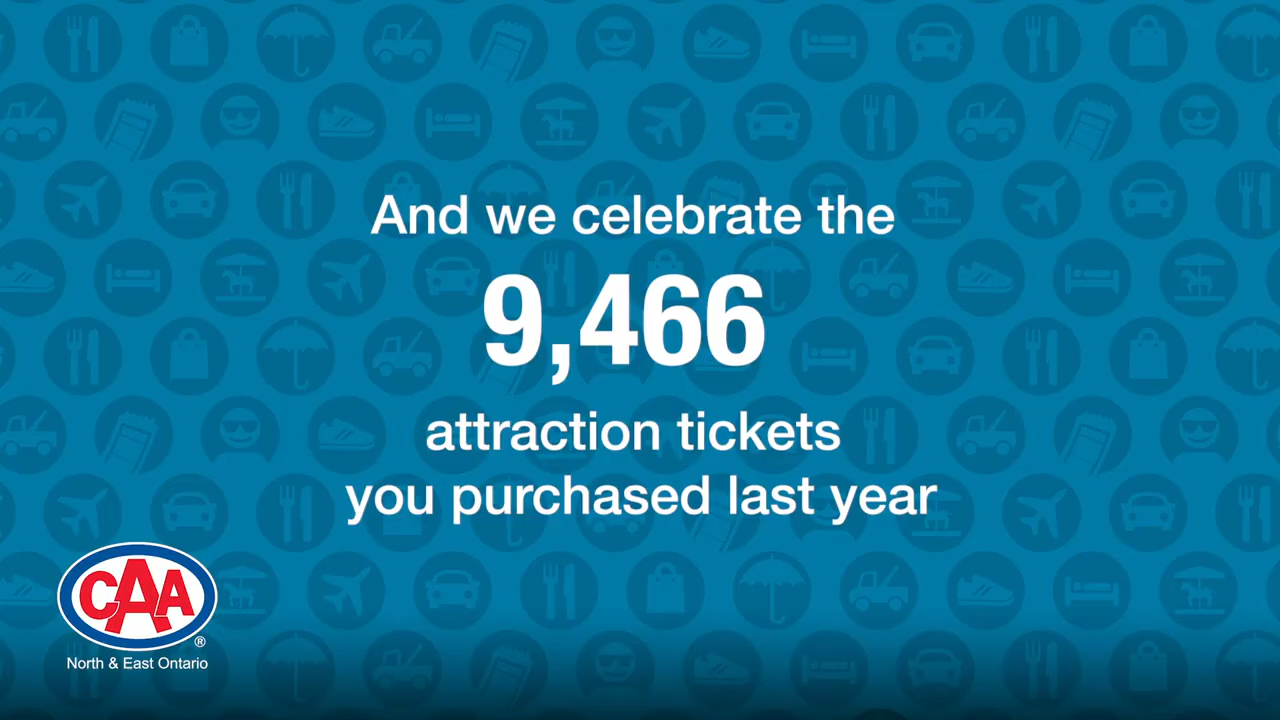 And we celebrate the
9,466
attraction tickets
you purchased last year
CAA
®
North & East Ontario